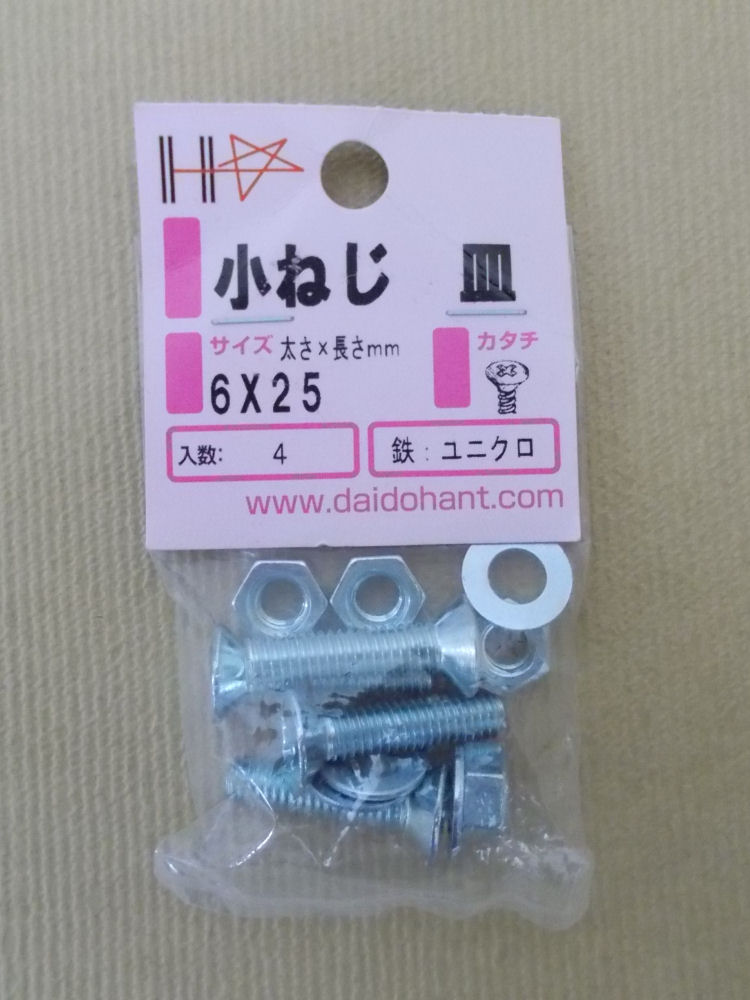 H
小ねじ 皿
サイズ 太さ×長さmm カタチ
6X25
入数: 4 鉄:ユニクロ
www.daidohant.com